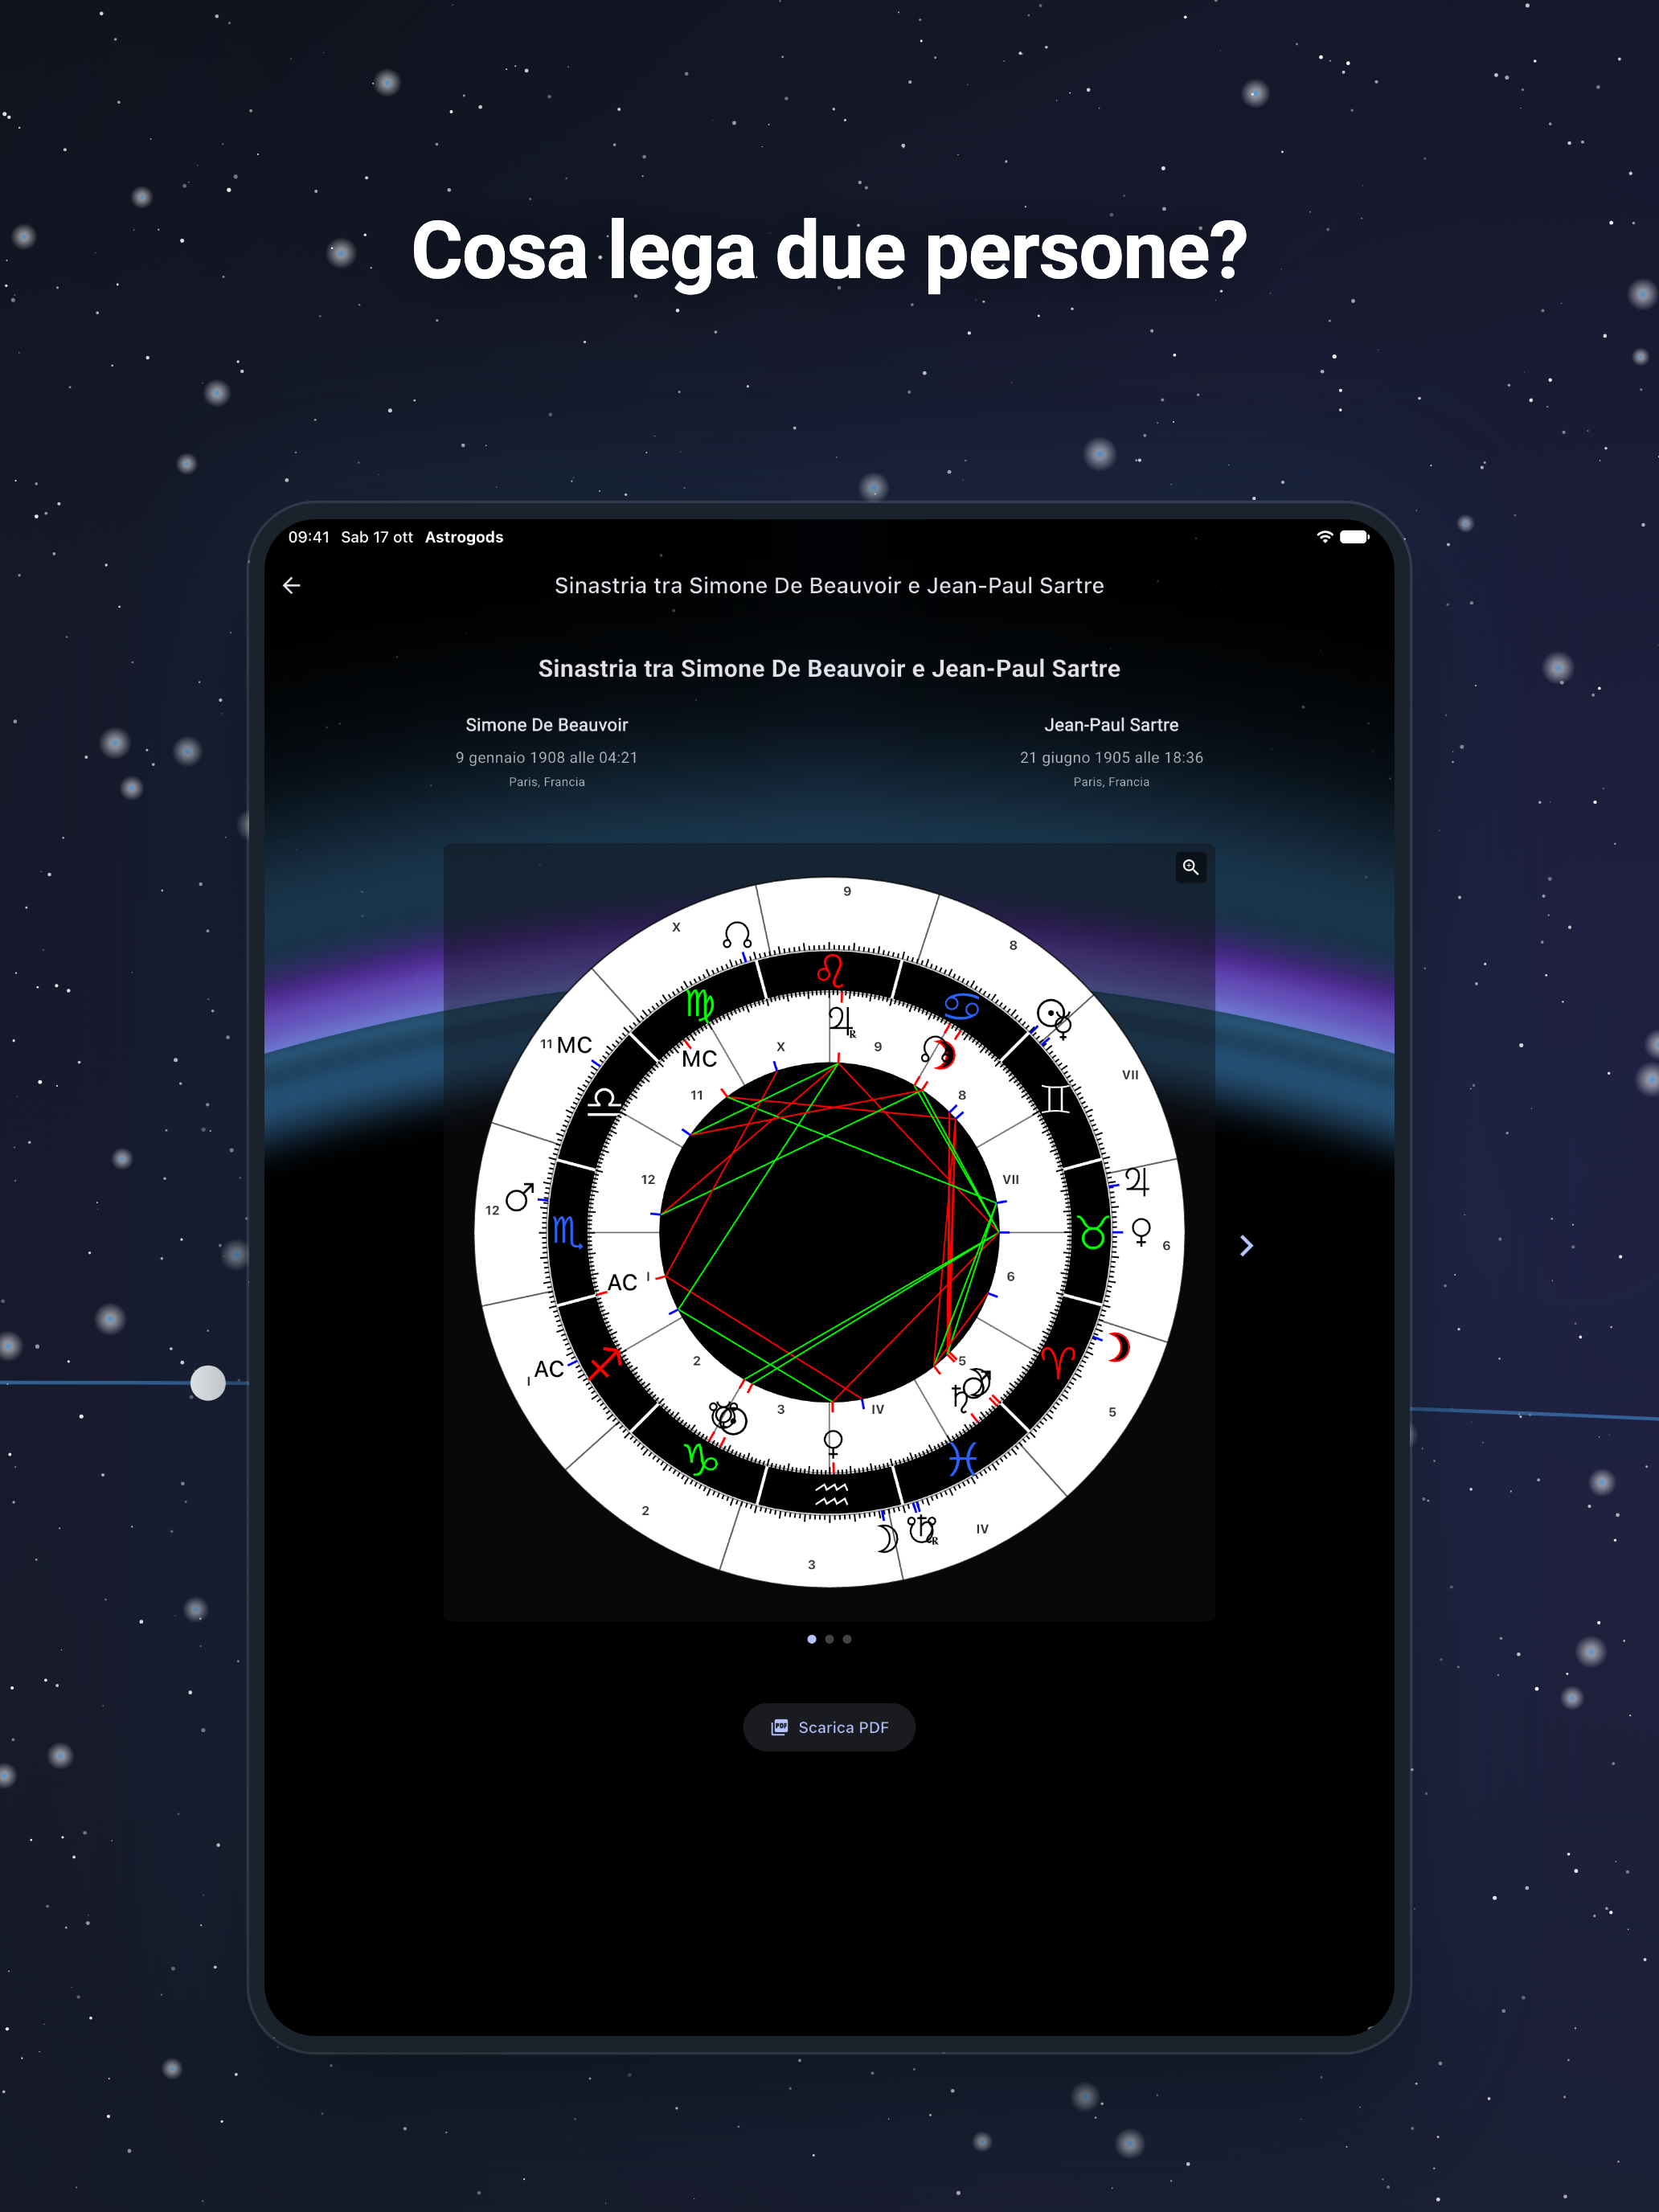 Cosa lega due persone?
09:41 Sab 17 ott Astrogods
Sinastria tra Simone De Beauvoir e Jean-Paul Sartre
Sinastria tra Simone De Beauvoir e Jean-Paul Sartre
Simone De Beauvoir
9 gennaio 1908 alle 04:21
Paris, Francia
Jean-Paul Sartre
21 giugno 1905 alle 18:36
Paris, Francia
9
X
8
11 MC
MC
X
9
VII
11
8
12
VII
12
6
AC I
6
I AC
2
5
3
IV
5
2
IV
3
R
R
PDF Scarica PDF